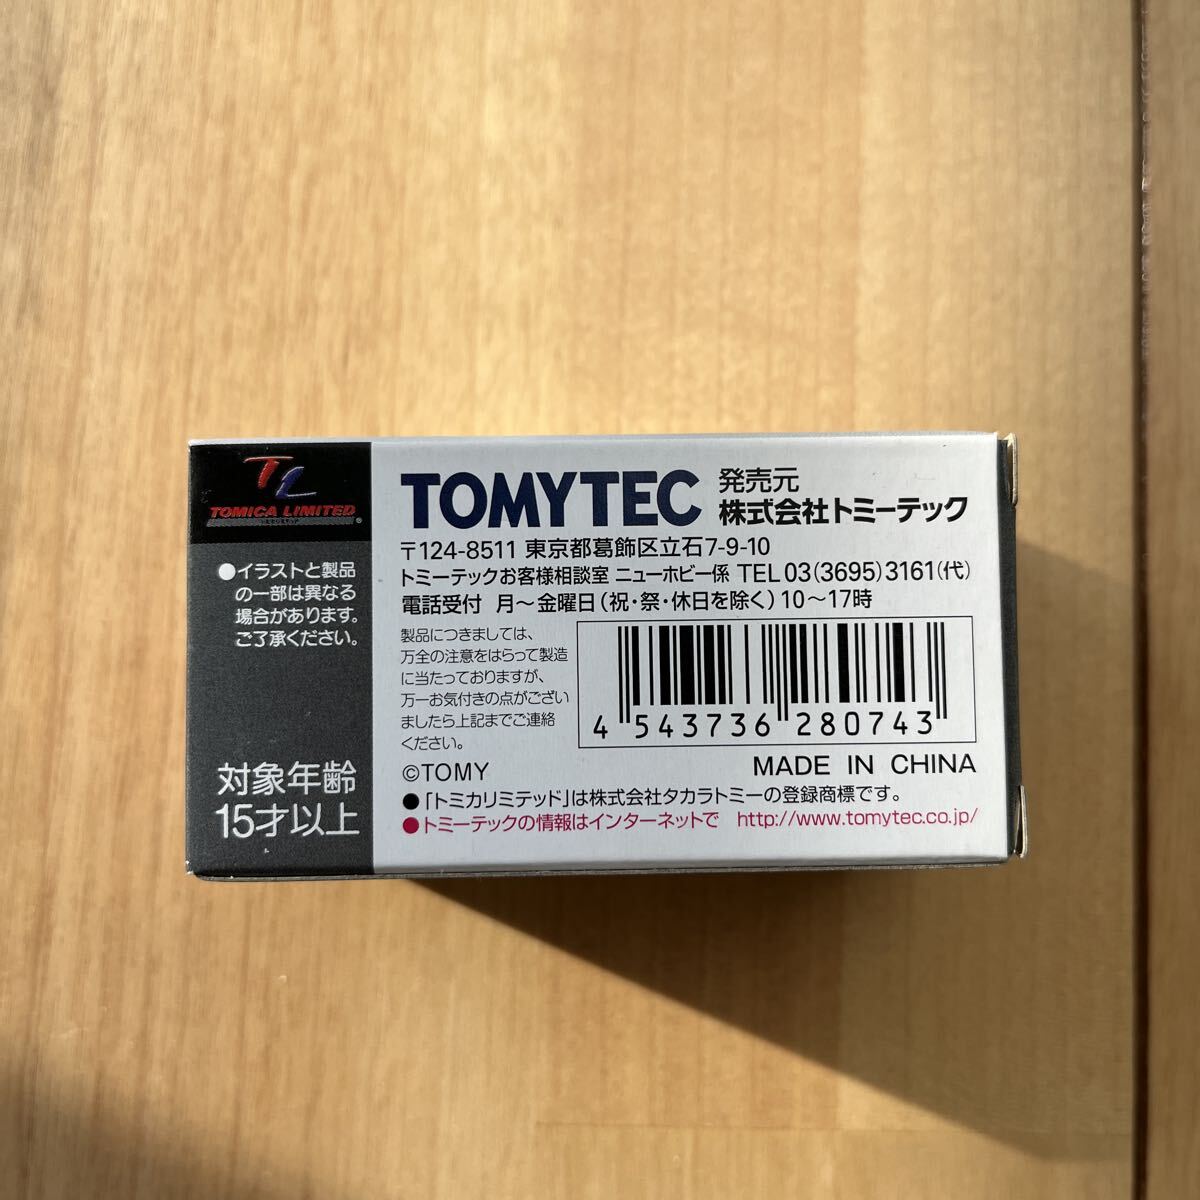 TL
TOMICA LIMITED
●イラストと製品
の一部は異なる
場合があります。
ご了承ください。
対象年齢
15才以上
TOMYTEC
発売元
株式会社トミーテック
〒124-8511 東京都葛飾区立石7-9-10
トミーテックお客様相談室 ニューホビー係 TEL 03(3695)3161(代)
電話受付 月〜金曜日(祝・祭・休日を除く)10〜17時
製品につきましては、
万全の注意をはらって製造
に当たっておりますが、
万一お気付きの点がござい
ましたら上記までご連絡
ください。
4 543736 280743
©TOMY
MADE IN CHINA
●「トミカリミテッド」は株式会社タカラトミーの登録商標です。
●トミーテックの情報はインターネットで http://www.tomytec.co.jp/